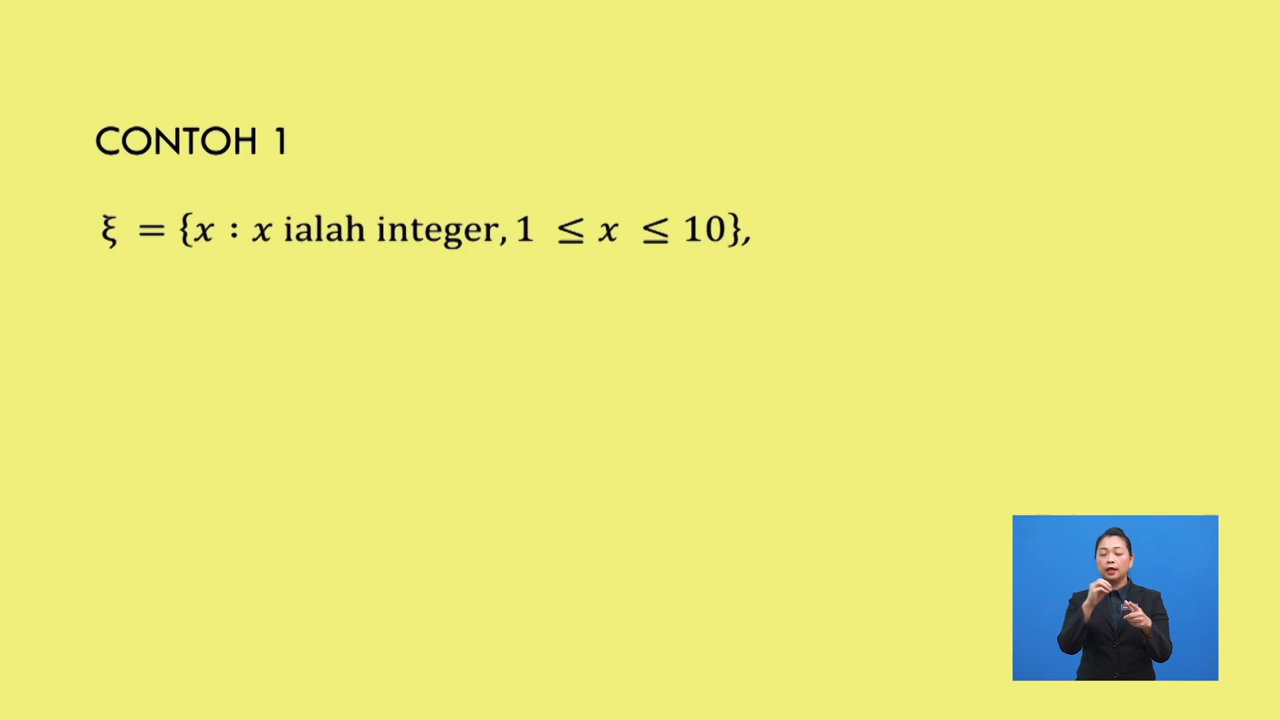 CONTOH 1
ξ = {x : x ialah integer, 1 ≤ x ≤ 10},